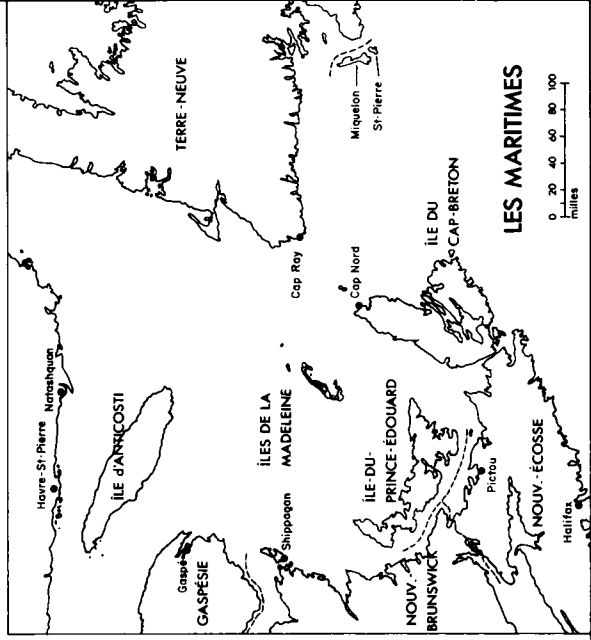 Havre-St-Pierre
Natashquan
ÎLE d'ANTICOSTI
Gaspé
GASPÉSIE
TERRE-NEUVE
Shippagan
ÎLES DE LA
MADELEINE
Cap Ray
Miquelon
St-Pierre
Cap Nord
ÎLE-DU-
PRINCE-ÉDOUARD
ÎLE DU
CAP-BRETON
NOUV.-
BRUNSWICK
Pictou
NOUV.-ÉCOSSE
Halifax
LES MARITIMES
0 20 40 60 80 100
milles